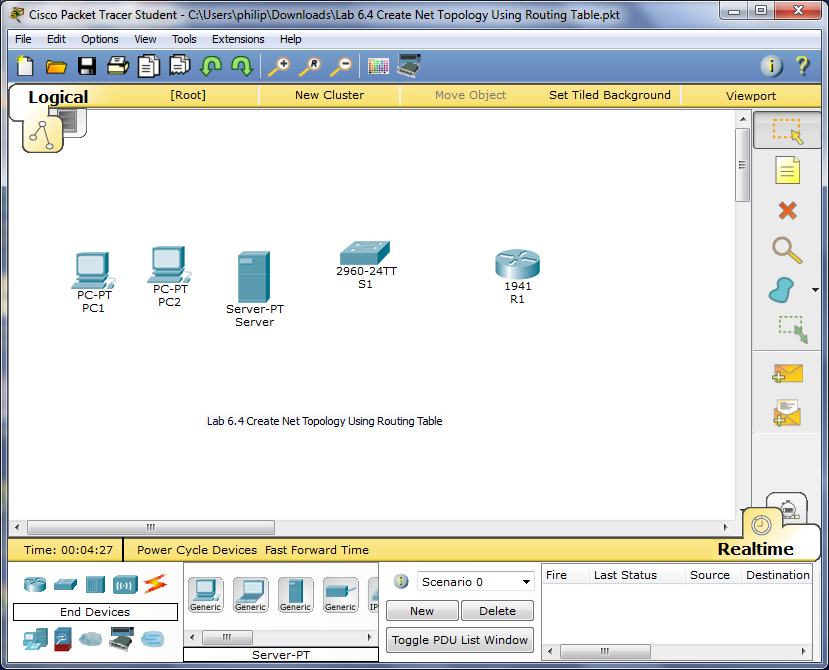 Cisco Packet Tracer Student - C:\Users\philip\Downloads\Lab 6.4 Create Net Topology Using Routing Table.pkt
File Edit Options View Tools Extensions Help
Logical [Root] New Cluster Move Object Set Tiled Background Viewport
PC-PT
PC1
PC-PT
PC2
Server-PT
Server
2960-24TT
S1
1941
R1
Lab 6.4 Create Net Topology Using Routing Table
Time: 00:04:27 Power Cycle Devices Fast Forward Time Realtime
End Devices
Generic Generic Generic Generic IP
Server-PT
Scenario 0
New Delete
Toggle PDU List Window
Fire Last Status Source Destination